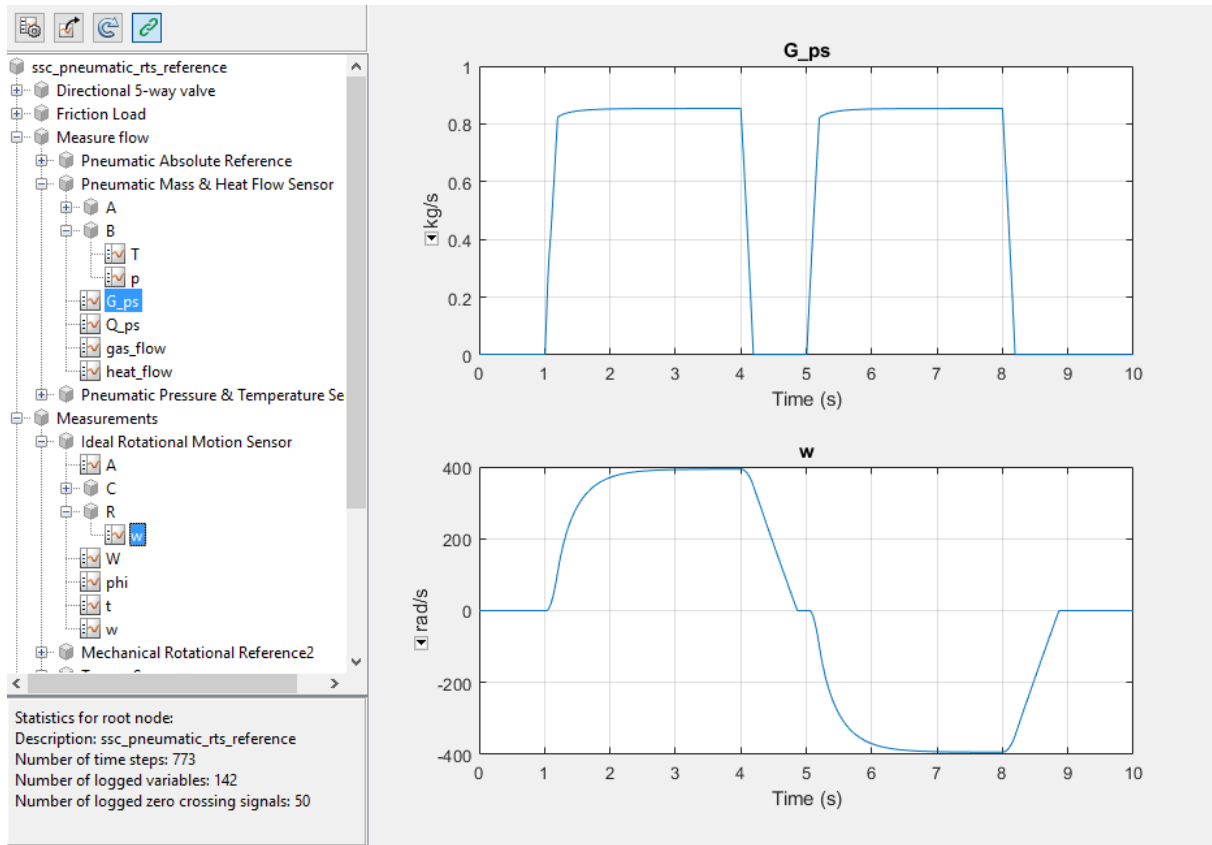 ssc_pneumatic_rts_reference
Directional 5-way valve
Friction Load
Measure flow
Pneumatic Absolute Reference
Pneumatic Mass & Heat Flow Sensor
A
B
T
p
G_ps
Q_ps
gas_flow
heat_flow
Pneumatic Pressure & Temperature Se
Measurements
Ideal Rotational Motion Sensor
A
C
R
w
W
phi
t
w
Mechanical Rotational Reference2
Statistics for root node:
Description: ssc_pneumatic_rts_reference
Number of time steps: 773
Number of logged variables: 142
Number of logged zero crossing signals: 50
G_ps
1
0.8
0.6
0.4
0.2
0
kg/s
0 1 2 3 4 5 6 7 8 9 10
Time (s)
w
400
200
0
-200
-400
rad/s
0 1 2 3 4 5 6 7 8 9 10
Time (s)